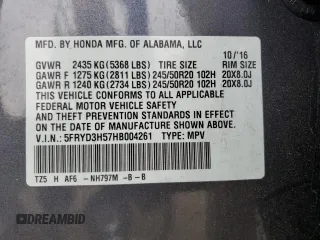 MFD. BY HONDA MFG. OF ALABAMA, LLC
10/'16
GVWR 2435 KG (5368 LBS) TIRE SIZE RIM SIZE
GAWR F 1275 KG (2811 LBS) 245/50R20 102H 20X8.0J
GAWR R 1240 KG (2734 LBS) 245/50R20 102H 20X8.0J
THIS VEHICLE CONFORMS TO ALL APPLICABLE
FEDERAL MOTOR VEHICLE SAFETY AND
THEFT PREVENTION STANDARDS IN EFFECT ON
THE DATE OF MANUFACTURE SHOWN ABOVE.
V.I.N.: 5FRYD3H57HB004261 TYPE: MPV
TZ5 H AF6 -NH797M -B -B
© DREAMBID
dreambid.com